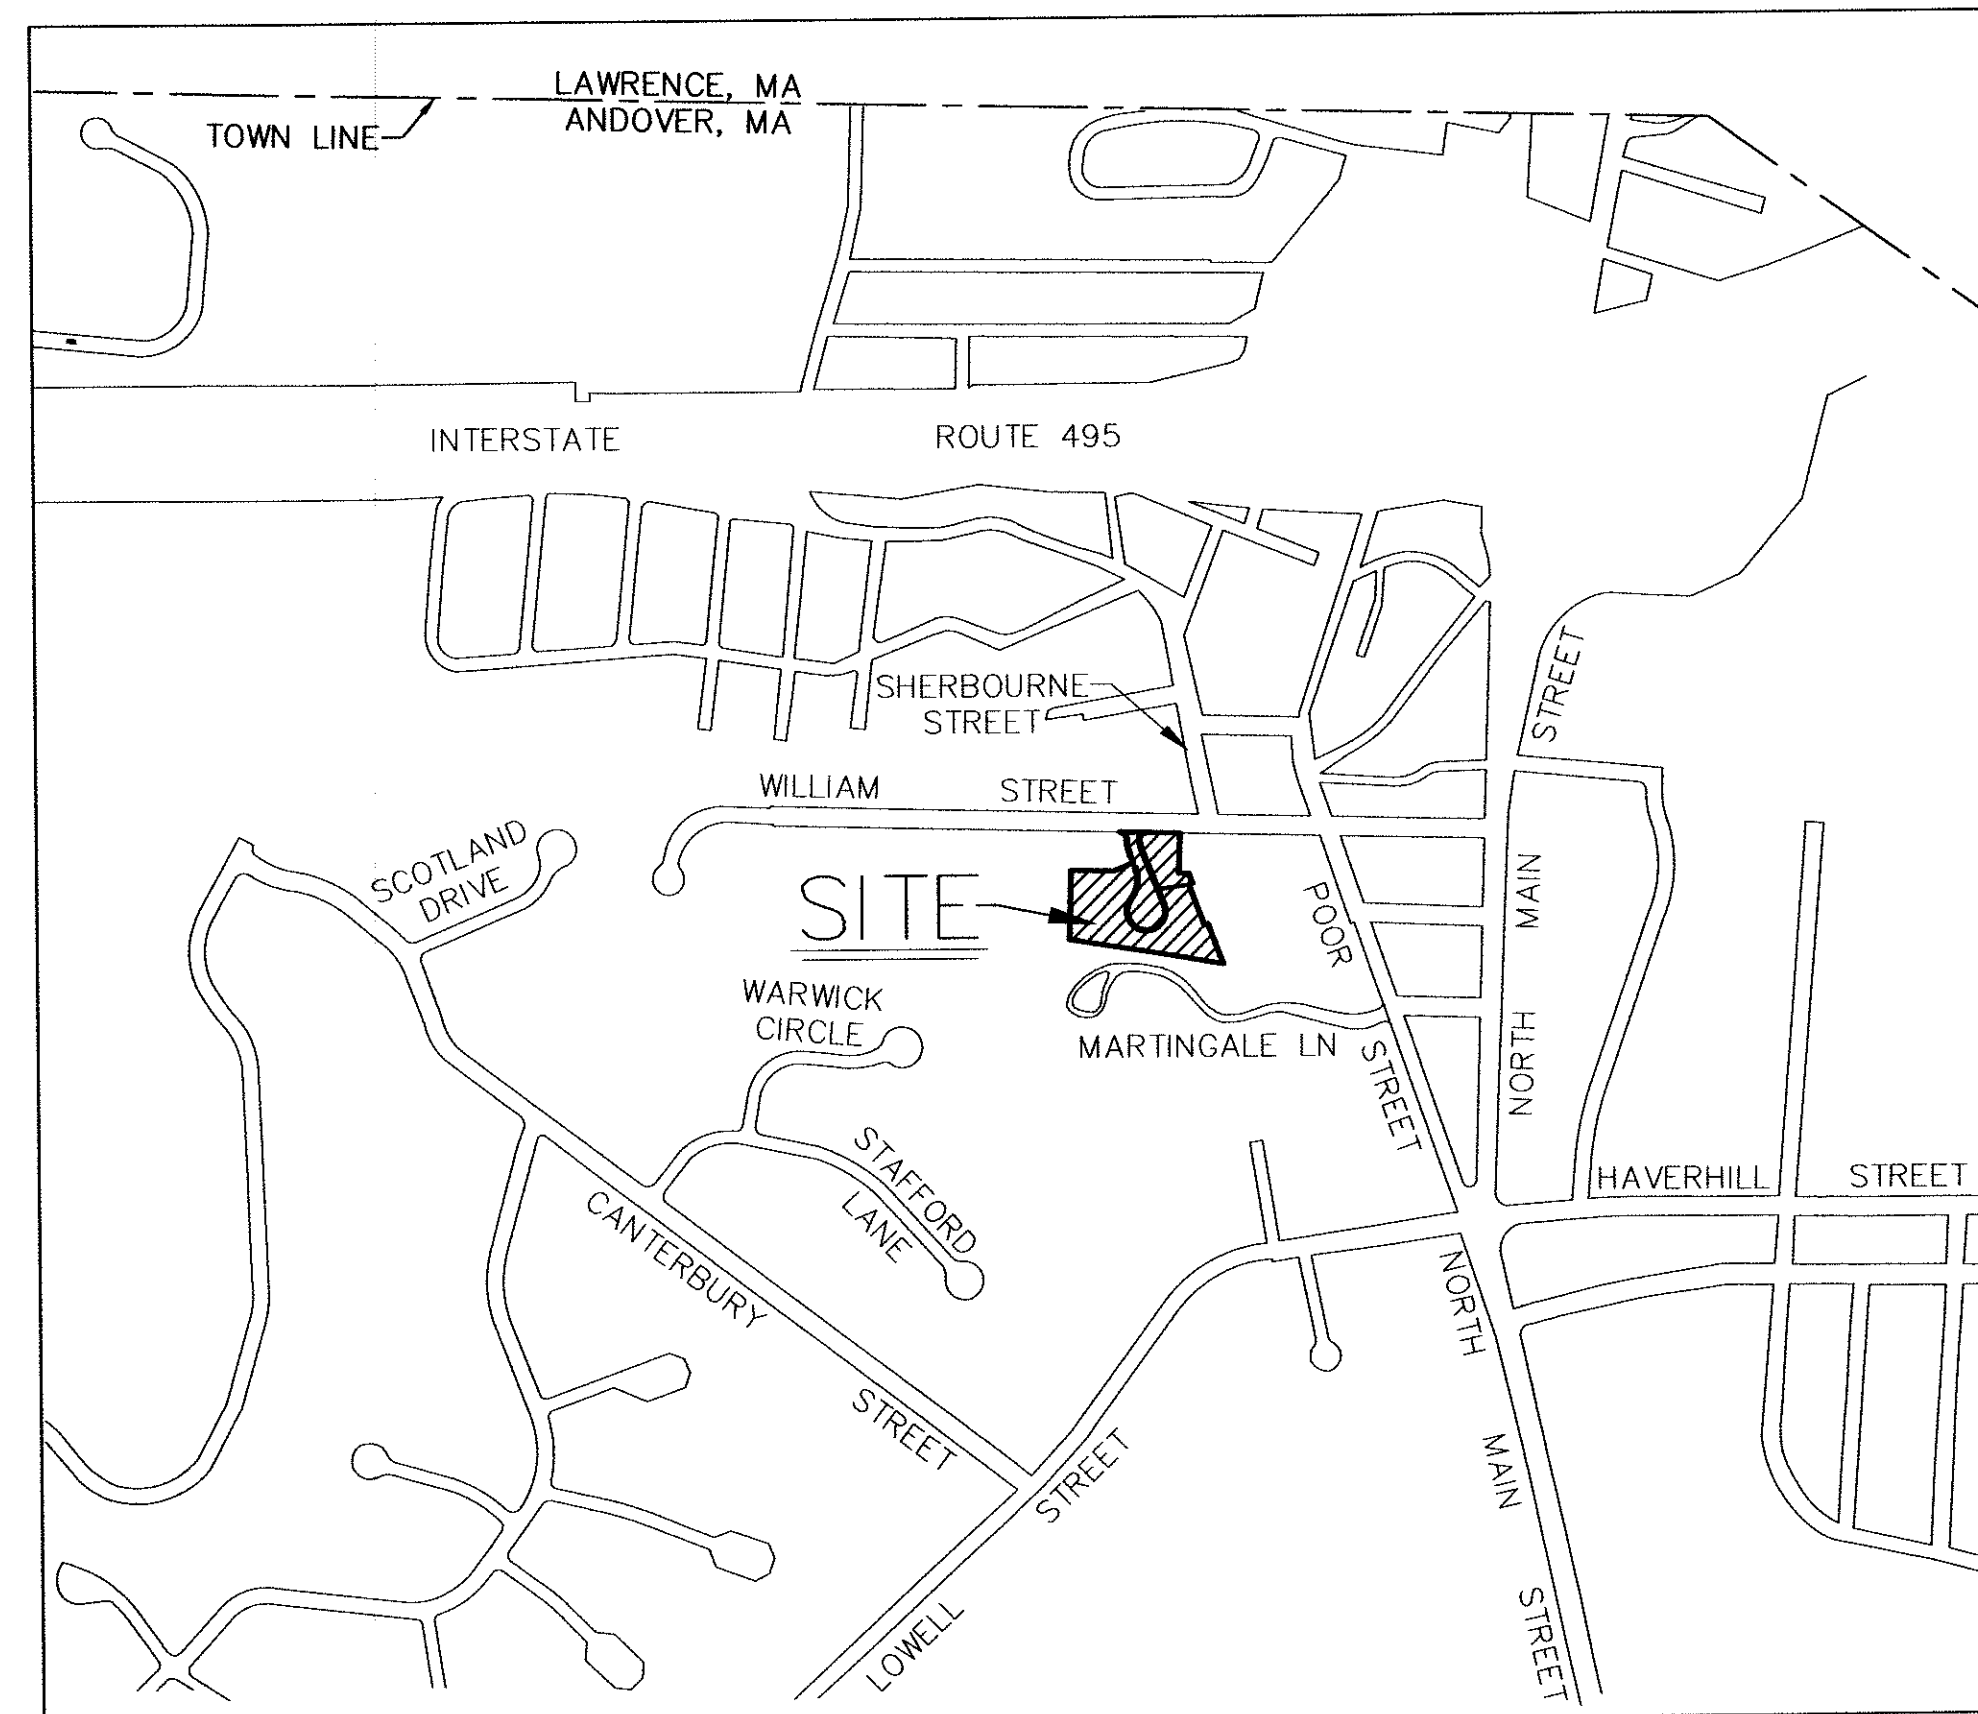 LAWRENCE, MA
ANDOVER, MA
TOWN LINE
INTERSTATE ROUTE 495
STREET
SHERBOURNE
STREET
WILLIAM STREET
SCOTLAND
DRIVE
SITE
POOR STREET
NORTH MAIN
WARWICK
CIRCLE
MARTINGALE LN
STAFFORD
LANE
HAVERHILL STREET
CANTERBURY STREET
NORTH MAIN STREET
LOWELL STREET